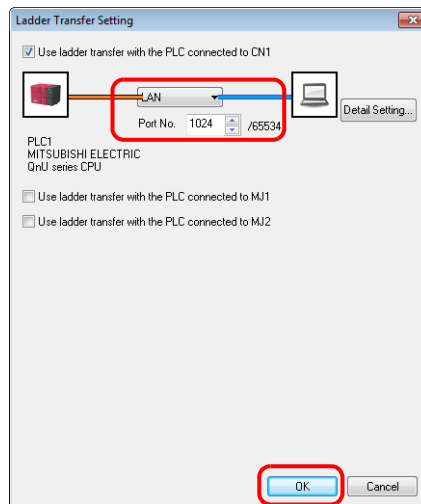 Ladder Transfer Setting
Use ladder transfer with the PLC connected to CN1
LAN
Detail Setting...
Port No. 1024 /65534
PLC1
MITSUBISHI ELECTRIC
QnU series CPU
Use ladder transfer with the PLC connected to MJ1
Use ladder transfer with the PLC connected to MJ2
OK Cancel